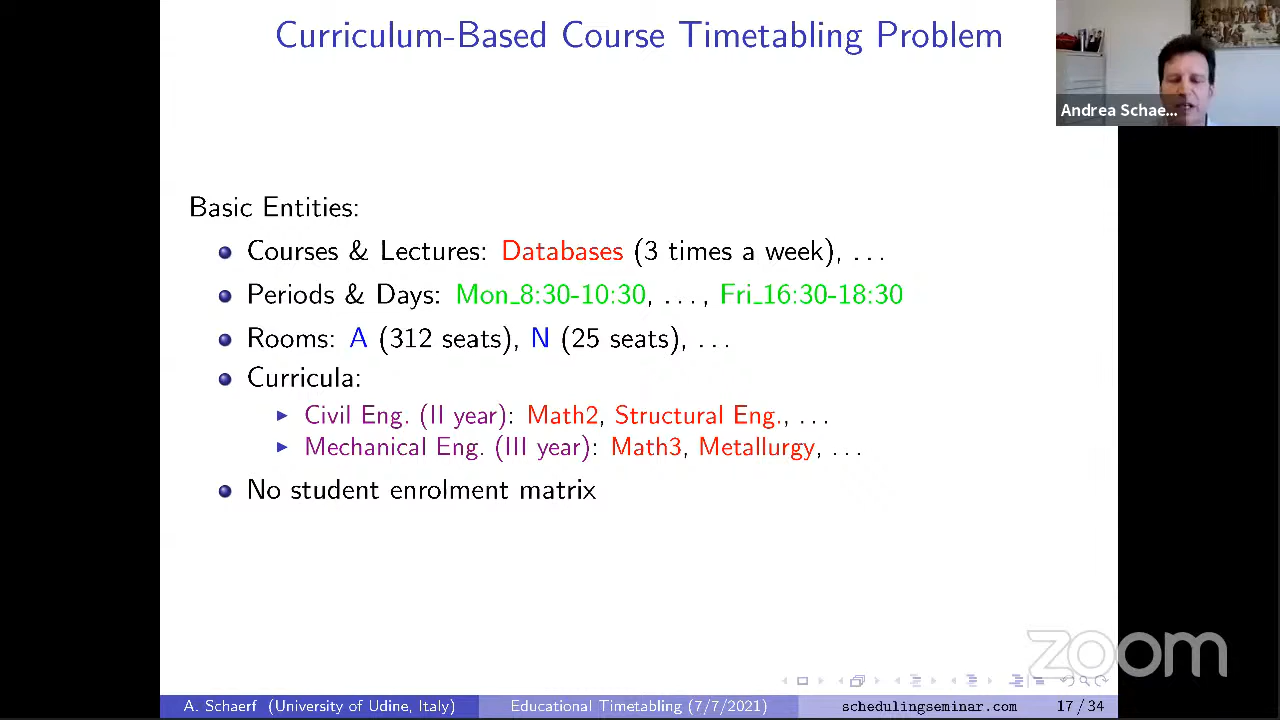 Curriculum-Based Course Timetabling Problem
Andrea Schae...
Basic Entities:
Courses & Lectures: Databases (3 times a week), ...
Periods & Days: Mon_8:30-10:30, ..., Fri_16:30-18:30
Rooms: A (312 seats), N (25 seats), ...
Curricula:
Civil Eng. (II year): Math2, Structural Eng., ...
Mechanical Eng. (III year): Math3, Metallurgy, ...
No student enrolment matrix
zoom
A. Schaerf (University of Udine, Italy) Educational Timetabling (7/7/2021) schedulingseminar.com 17 / 34